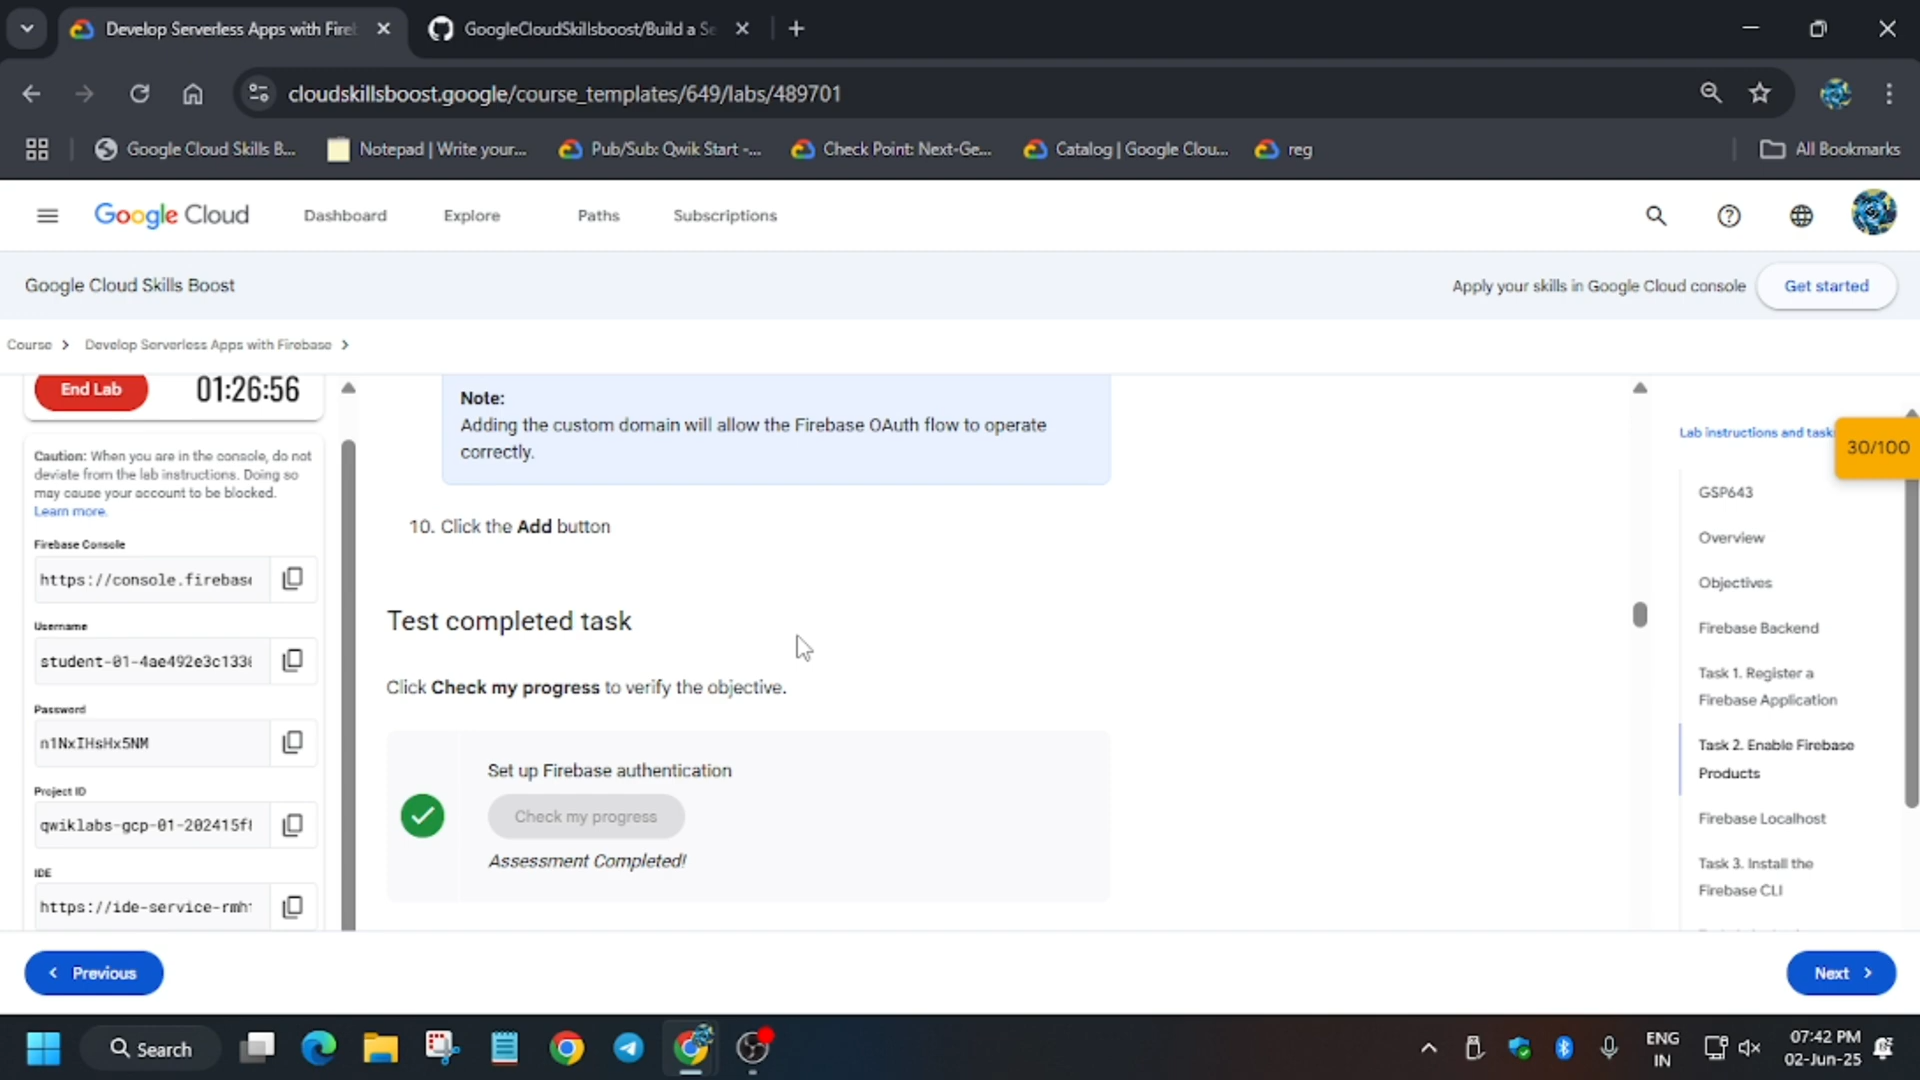 Develop Serverless Apps with Fire
GoogleCloudSkillsboost/Build a Se
cloudskillsboost.google/course_templates/649/labs/489701
Google Cloud Skills B...
Notepad | Write your...
Pub/Sub: Qwik Start -...
Check Point: Next-Ge...
Catalog | Google Clou...
reg
All Bookmarks
Google Cloud
Dashboard
Explore
Paths
Subscriptions
Google Cloud Skills Boost
Apply your skills in Google Cloud console
Get started
Course
Develop Serverless Apps with Firebase
End Lab
01:26:56
Caution: When you are in the console, do not
deviate from the lab instructions. Doing so
may cause your account to be blocked.
Learn more.
Firebase Console
https://console.firebase
Username
student-01-4ae492e3c133
Password
n1NxIHsHx5NM
Project ID
qwiklabs-gcp-01-202415f
IDE
https://ide-service-rmh
Note:
Adding the custom domain will allow the Firebase OAuth flow to operate
correctly.
10. Click the Add button
Test completed task
Click Check my progress to verify the objective.
Set up Firebase authentication
Check my progress
Assessment Completed!
Lab instructions and task
30/100
GSP643
Overview
Objectives
Firebase Backend
Task 1. Register a
Firebase Application
Task 2. Enable Firebase
Products
Firebase Localhost
Task 3. Install the
Firebase CLI
Previous
Next
Search
ENG
IN
07:42 PM
02-Jun-25